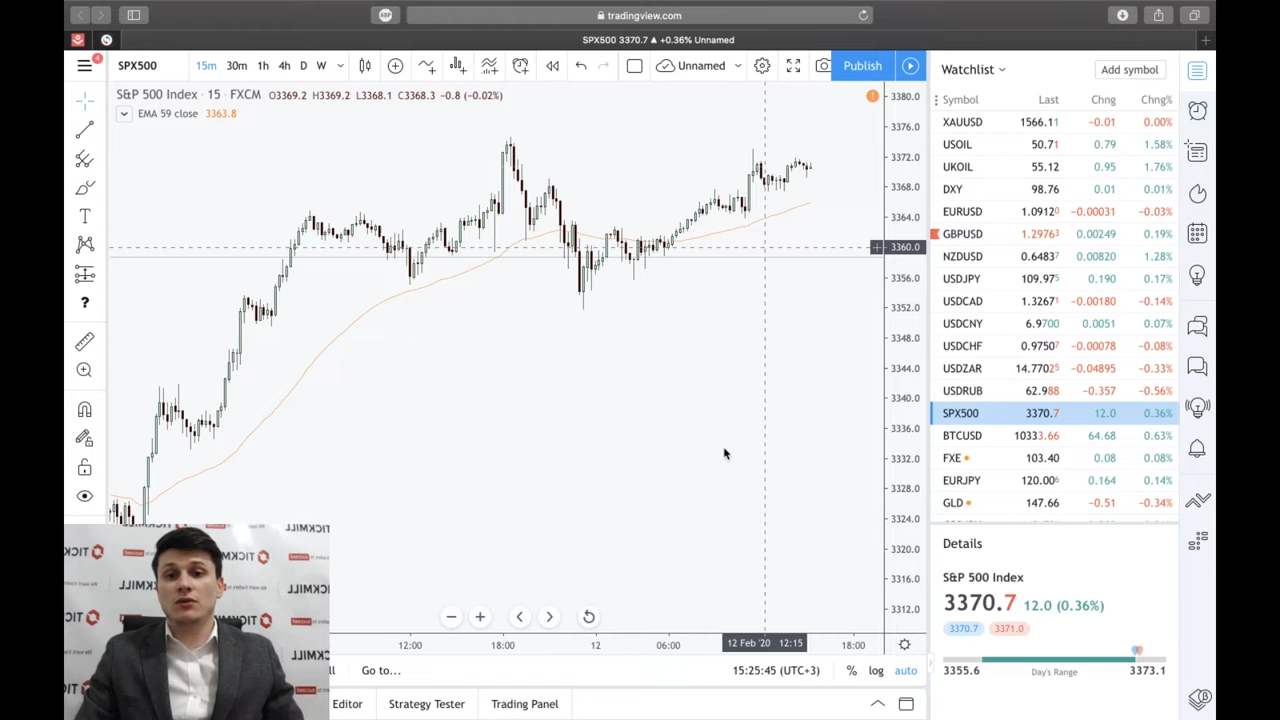 ABP
tradingview.com
SPX500 3370.7 ▲ +0.36% Unnamed
4
SPX500
15m 30m 1h 4h D W
Unnamed
Publish
S&P 500 Index · 15 · FXCM O3369.2 H3369.2 L3368.1 C3368.3 −0.8 (−0.02%)
EMA 59 close 3363.8
3380.0
3376.0
3372.0
3368.0
3364.0
3360.0
3356.0
3352.0
3348.0
3344.0
3340.0
3336.0
3332.0
3328.0
3324.0
3320.0
3316.0
3312.0
12:00 18:00 12 06:00 12 Feb '20 12:15 18:00
Go to...
15:25:45 (UTC+3) % log auto
Editor Strategy Tester Trading Panel
Watchlist Add symbol
Symbol Last Chng Chng%
XAUUSD 1566.11 −0.01 0.00%
USOIL 50.71 0.79 1.58%
UKOIL 55.12 0.95 1.76%
DXY 98.76 0.01 0.01%
EURUSD 1.09120 −0.00031 −0.03%
GBPUSD 1.29763 0.00249 0.19%
NZDUSD 0.64837 0.00820 1.28%
USDJPY 109.975 0.190 0.17%
USDCAD 1.32671 −0.00180 −0.14%
USDCNY 6.9700 0.0051 0.07%
USDCHF 0.97507 −0.00078 −0.08%
USDZAR 14.77025 −0.04895 −0.33%
USDRUB 62.988 −0.357 −0.56%
SPX500 3370.7 12.0 0.36%
BTCUSD 10333.66 64.68 0.63%
FXE 103.40 0.08 0.08%
EURJPY 120.006 0.164 0.14%
GLD 147.66 −0.51 −0.34%
Details
S&P 500 Index
3370.7 12.0 (0.36%)
3370.7 3371.0
3355.6 Day's Range 3373.1
TICKMILL
TICKMILL
TICKMILL